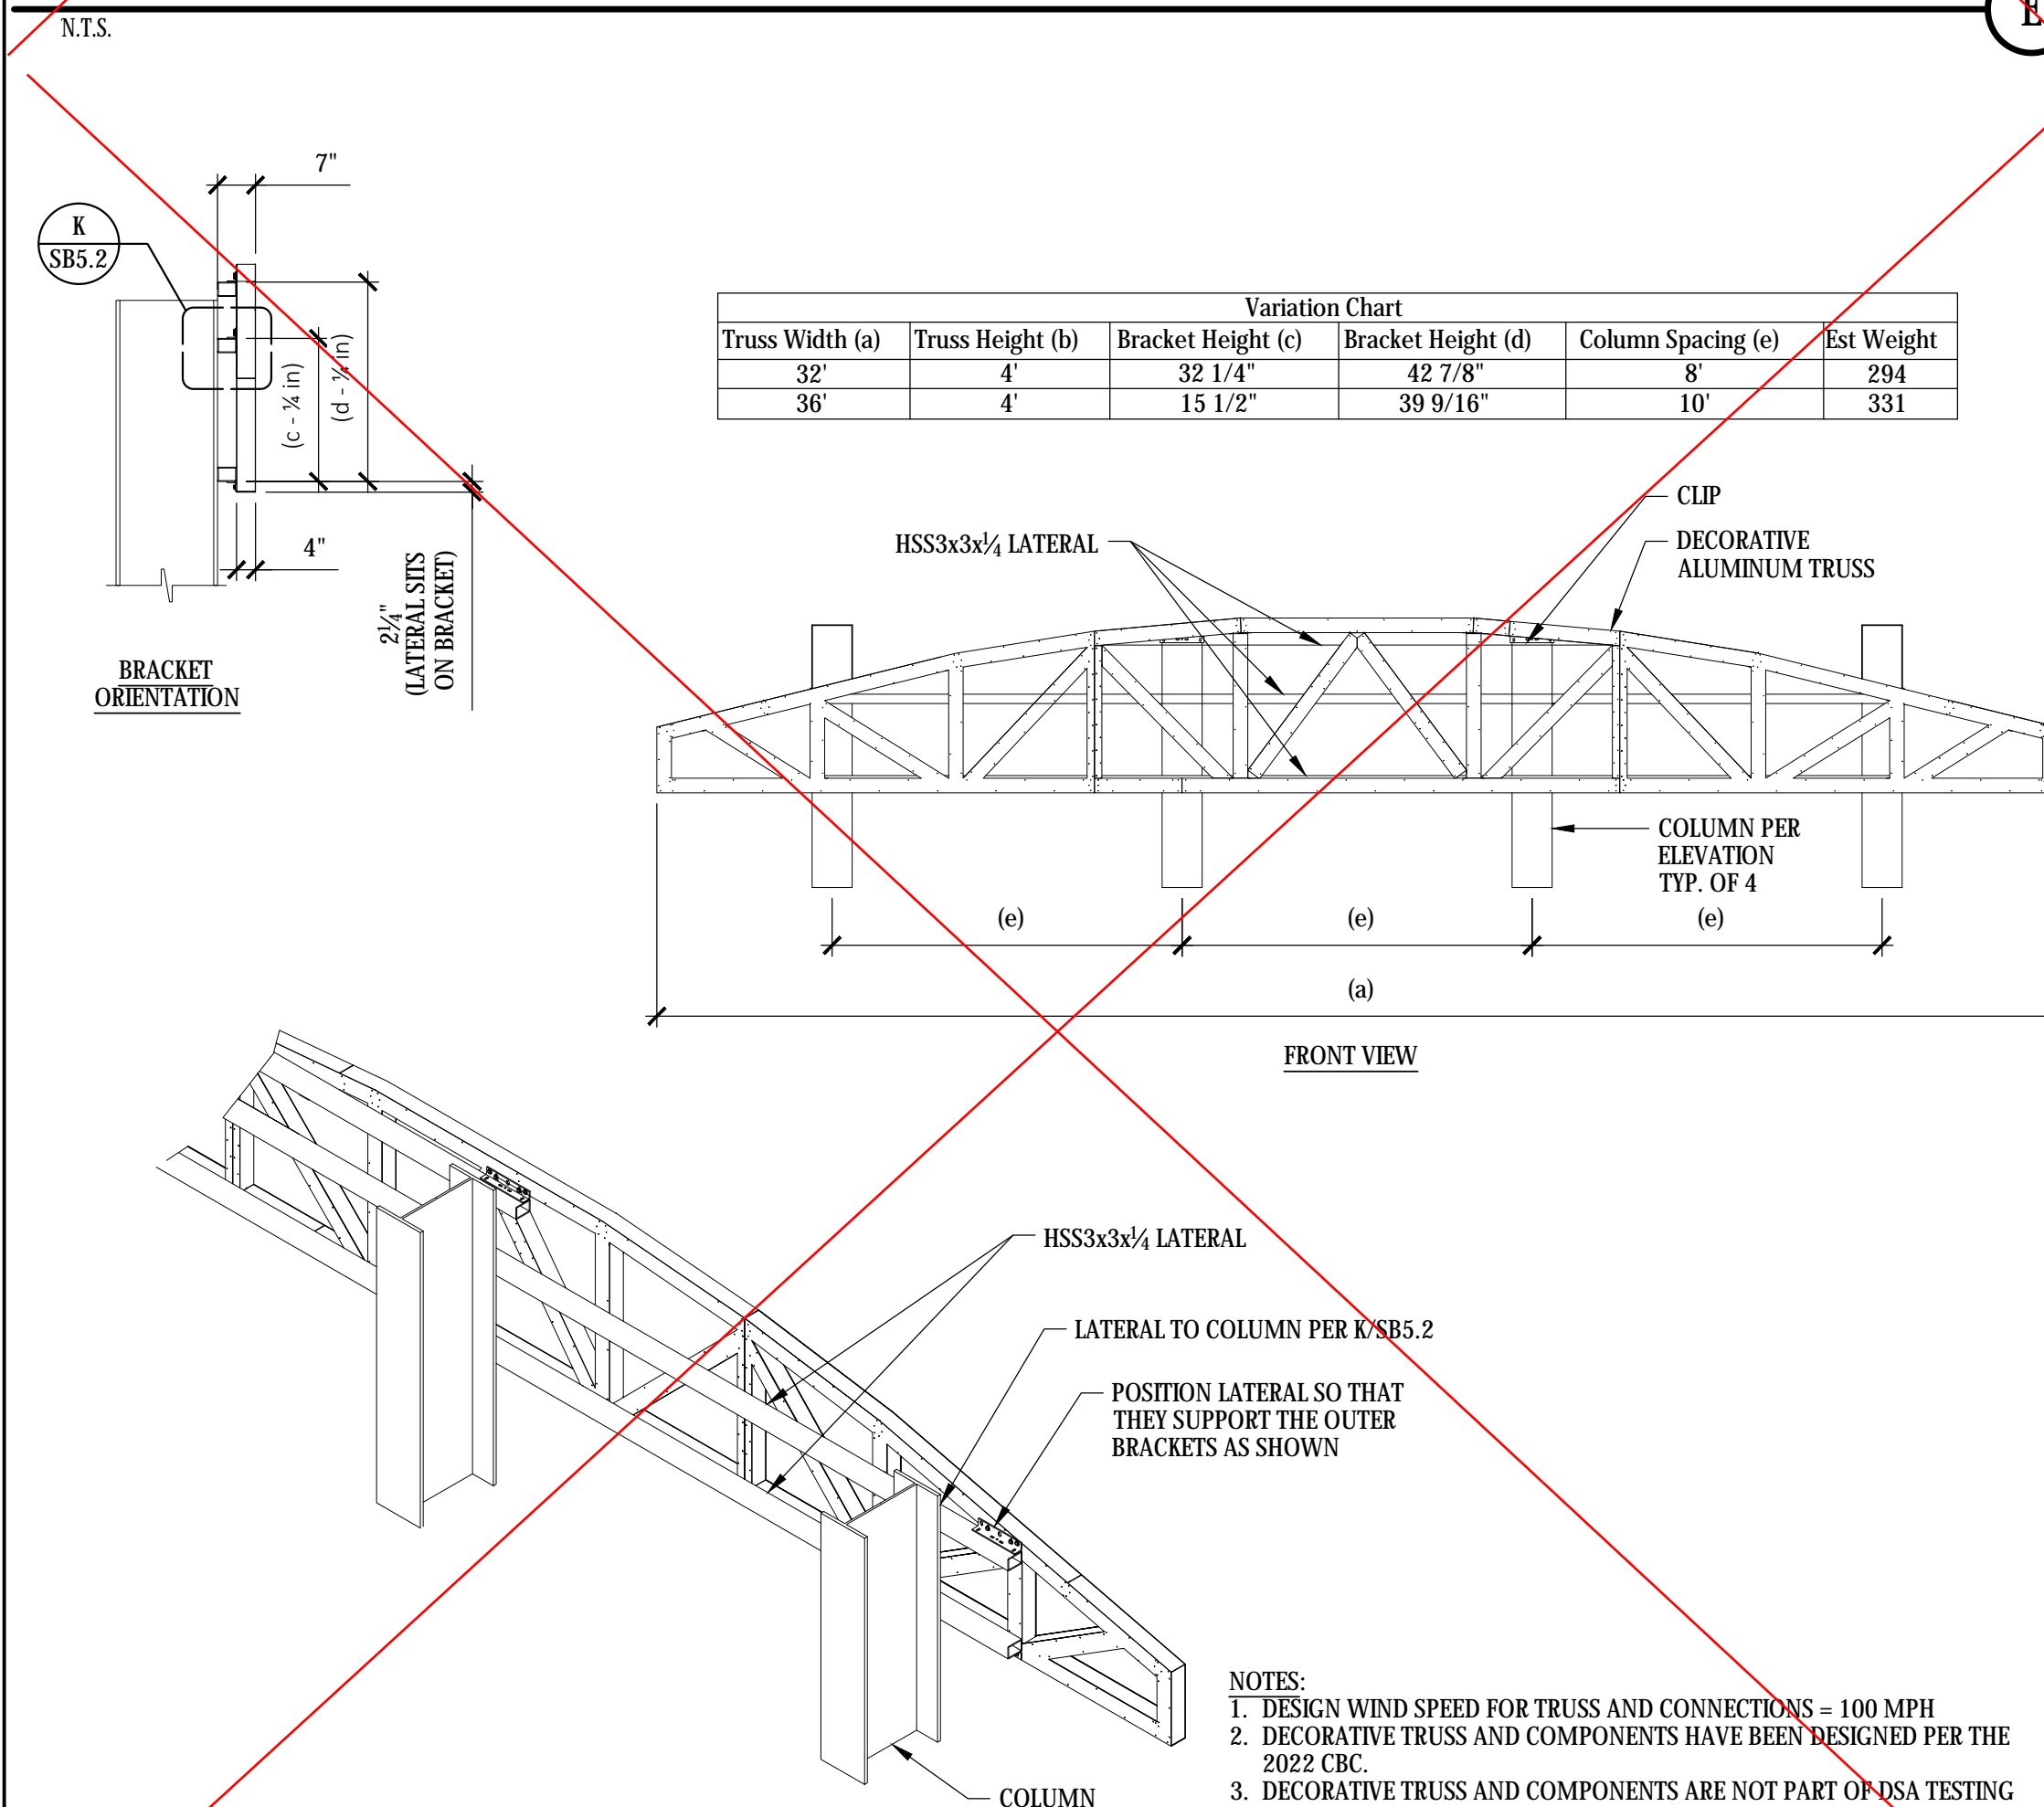 E
N.T.S.
7"
K
SB5.2
(c - ¼ in)
(d - ¼ in)
4"
2¼"
(LATERAL SITS
ON BRACKET)
BRACKET
ORIENTATION
Variation Chart
Truss Width (a) Truss Height (b) Bracket Height (c) Bracket Height (d) Column Spacing (e) Est Weight
32' 4' 32 1/4" 42 7/8" 8' 294
36' 4' 15 1/2" 39 9/16" 10' 331
CLIP
HSS3x3x¼ LATERAL
DECORATIVE
ALUMINUM TRUSS
COLUMN PER
ELEVATION
TYP. OF 4
(e) (e) (e)
(a)
FRONT VIEW
HSS3x3x¼ LATERAL
LATERAL TO COLUMN PER K/SB5.2
POSITION LATERAL SO THAT
THEY SUPPORT THE OUTER
BRACKETS AS SHOWN
COLUMN
NOTES:
1. DESIGN WIND SPEED FOR TRUSS AND CONNECTIONS = 100 MPH
2. DECORATIVE TRUSS AND COMPONENTS HAVE BEEN DESIGNED PER THE
2022 CBC.
3. DECORATIVE TRUSS AND COMPONENTS ARE NOT PART OF DSA TESTING